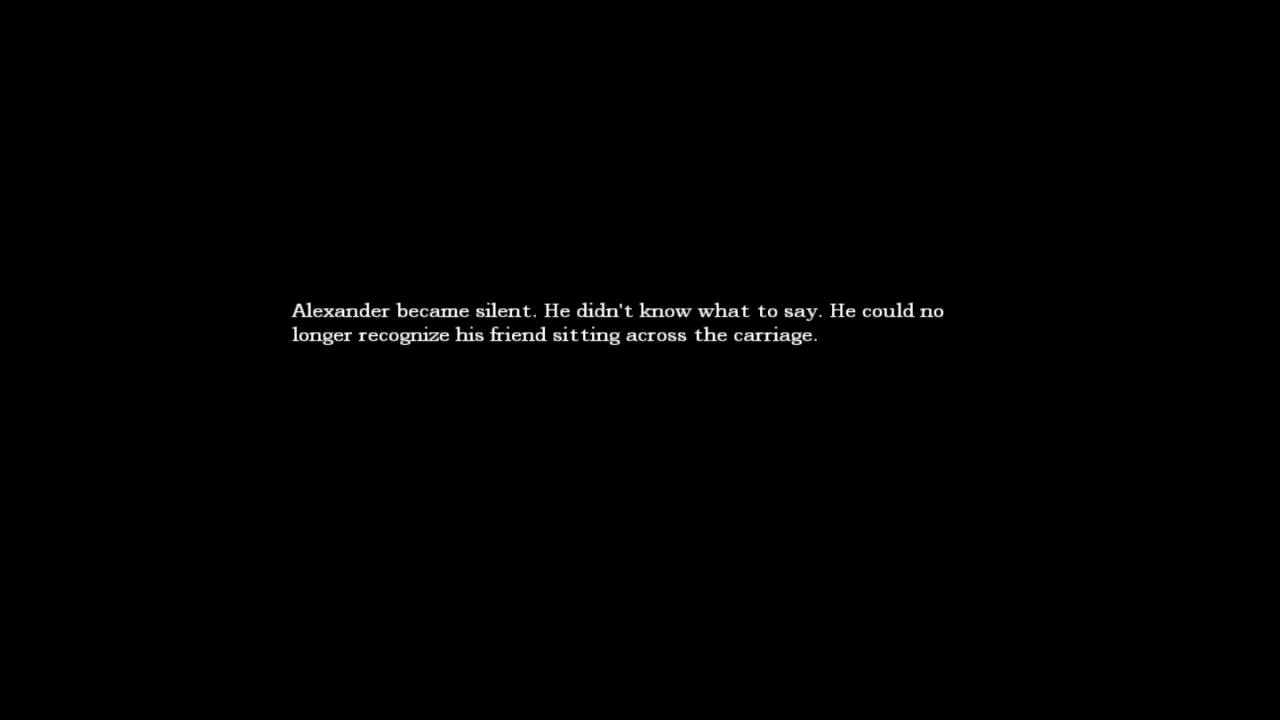 Alexander became silent. He didn't know what to say. He could no
longer recognize his friend sitting across the carriage.